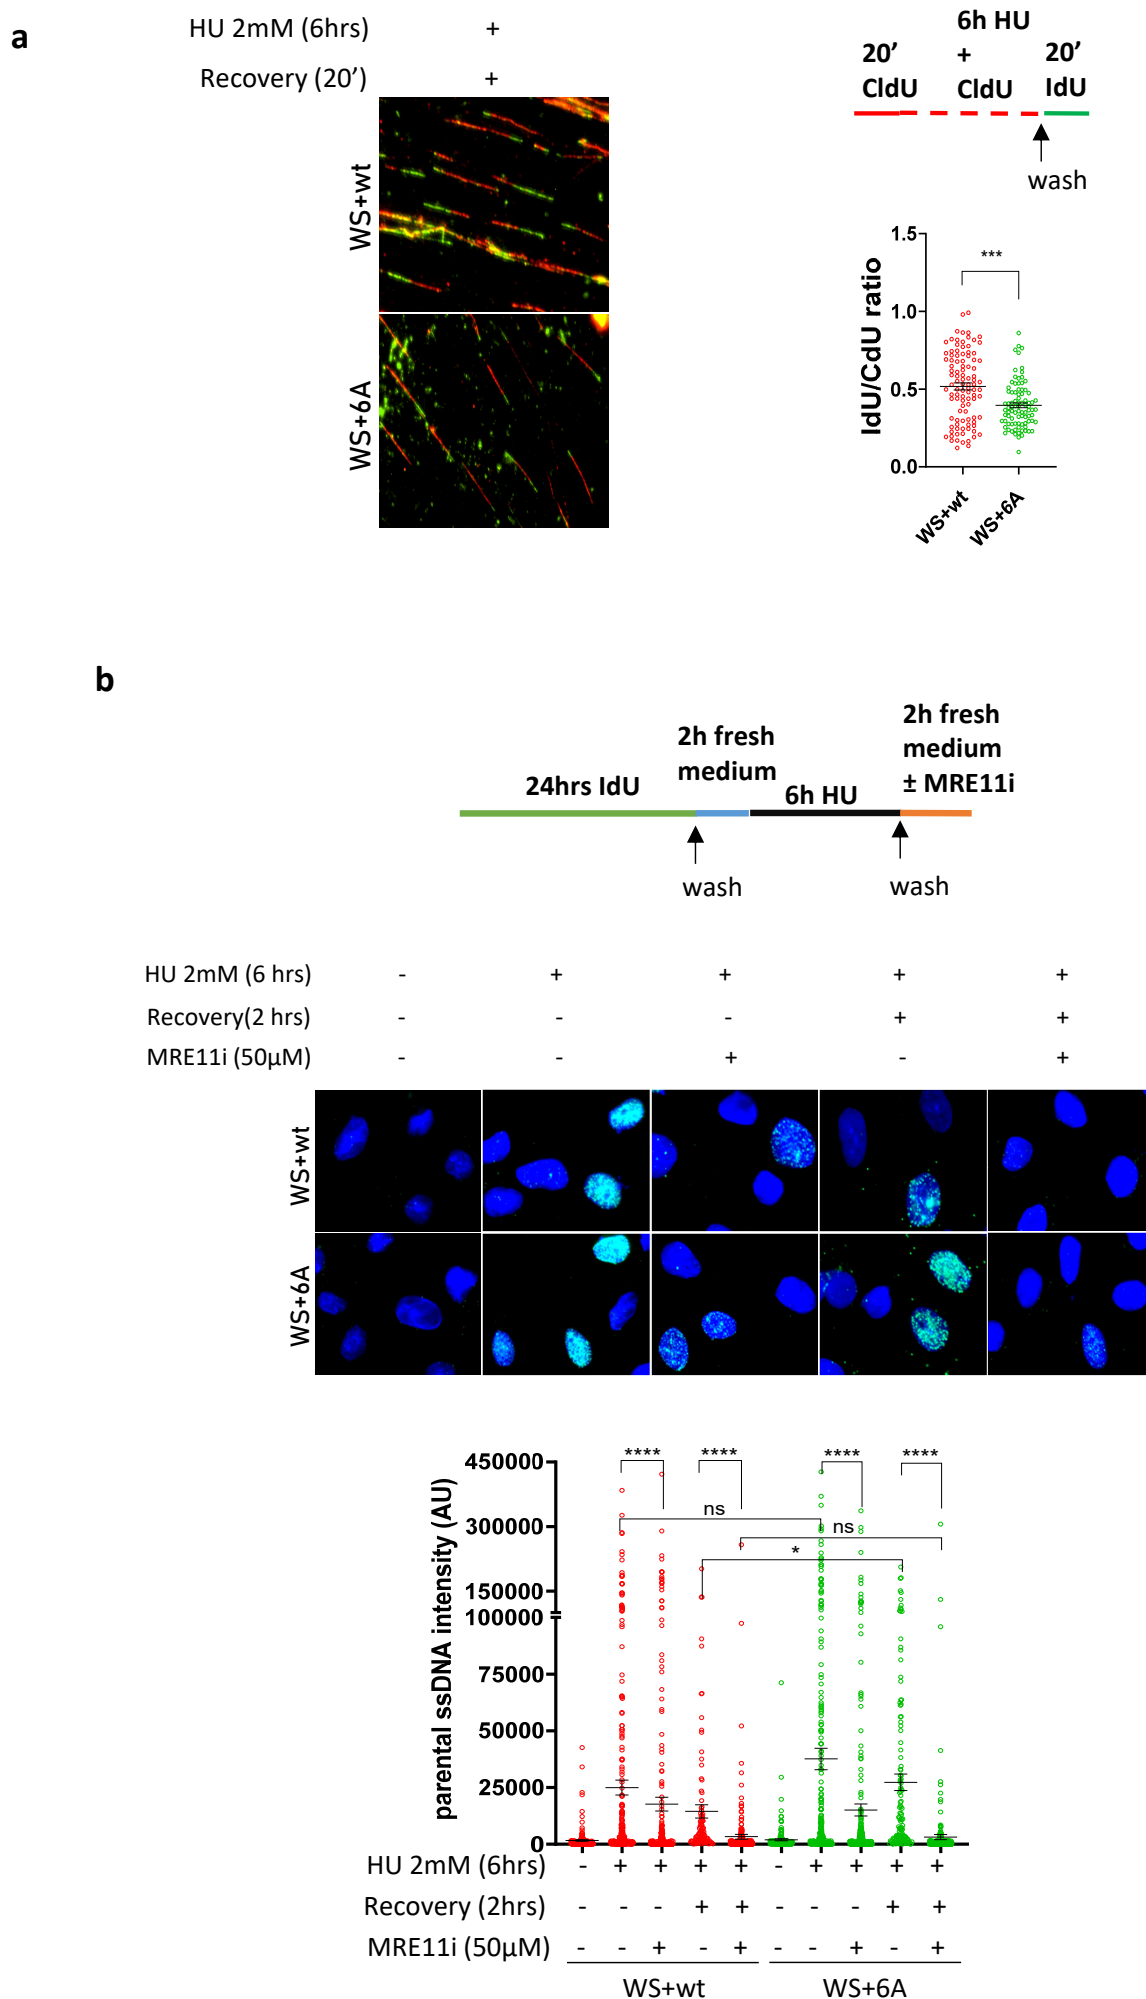 a
HU 2mM (6hrs) +
Recovery (20') +
WS+wt
WS+6A
20'
CldU
6h HU
+
CldU
20'
IdU
wash
1.5
1.0
0.5
0.0
IdU/CdU ratio
***
WS+wt
WS+6A
b
24hrs IdU
2h fresh
medium
6h HU
2h fresh
medium
± MRE11i
wash
wash
HU 2mM (6 hrs) - + + + +
Recovery(2 hrs) - - - + +
MRE11i (50µM) - - + - +
WS+wt
WS+6A
parental ssDNA intensity (AU)
450000
300000
150000
100000
75000
50000
25000
0
**** **** **** ****
ns
ns
*
HU 2mM (6hrs) - + + + + - + + + +
Recovery (2hrs) - - - + + - - - + +
MRE11i (50µM) - - + - + - - + - +
WS+wt WS+6A